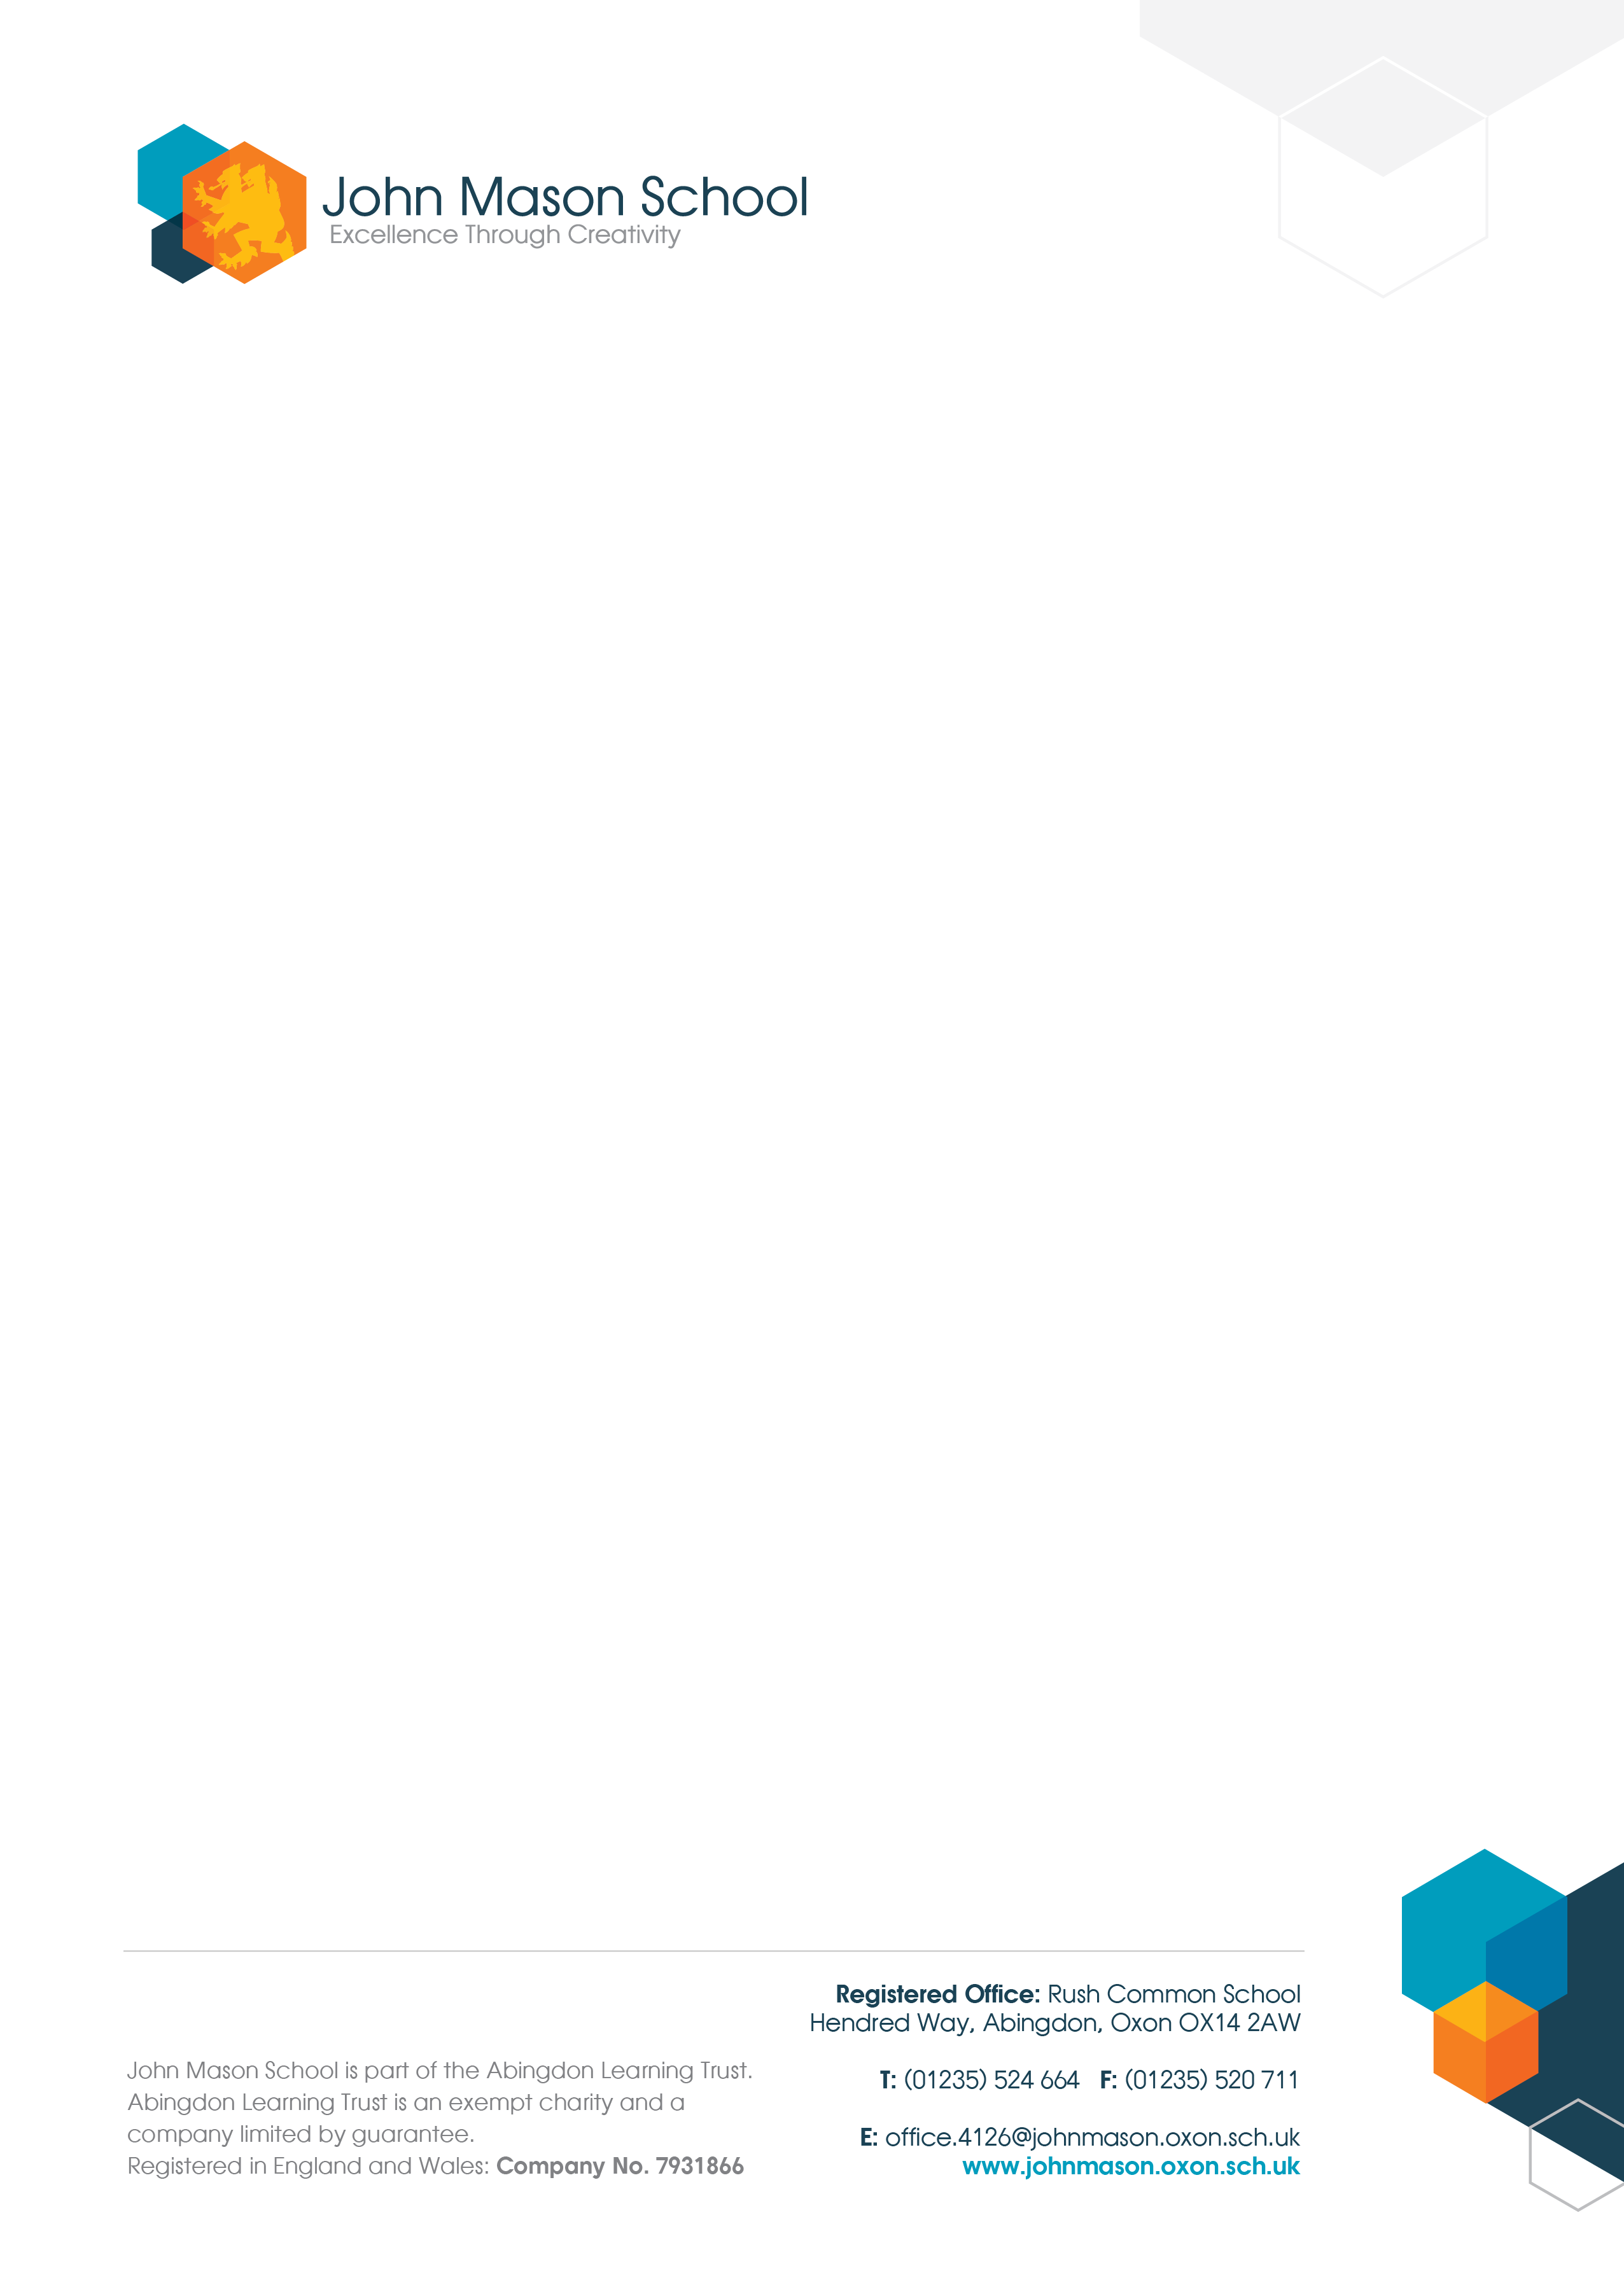 John Mason School
Excellence Through Creativity
Registered Office: Rush Common School
Hendred Way, Abingdon, Oxon OX14 2AW
T: (01235) 524 664 F: (01235) 520 711
E: office.4126@johnmason.oxon.sch.uk
www.johnmason.oxon.sch.uk
John Mason School is part of the Abingdon Learning Trust.
Abingdon Learning Trust is an exempt charity and a
company limited by guarantee.
Registered in England and Wales: Company No. 7931866